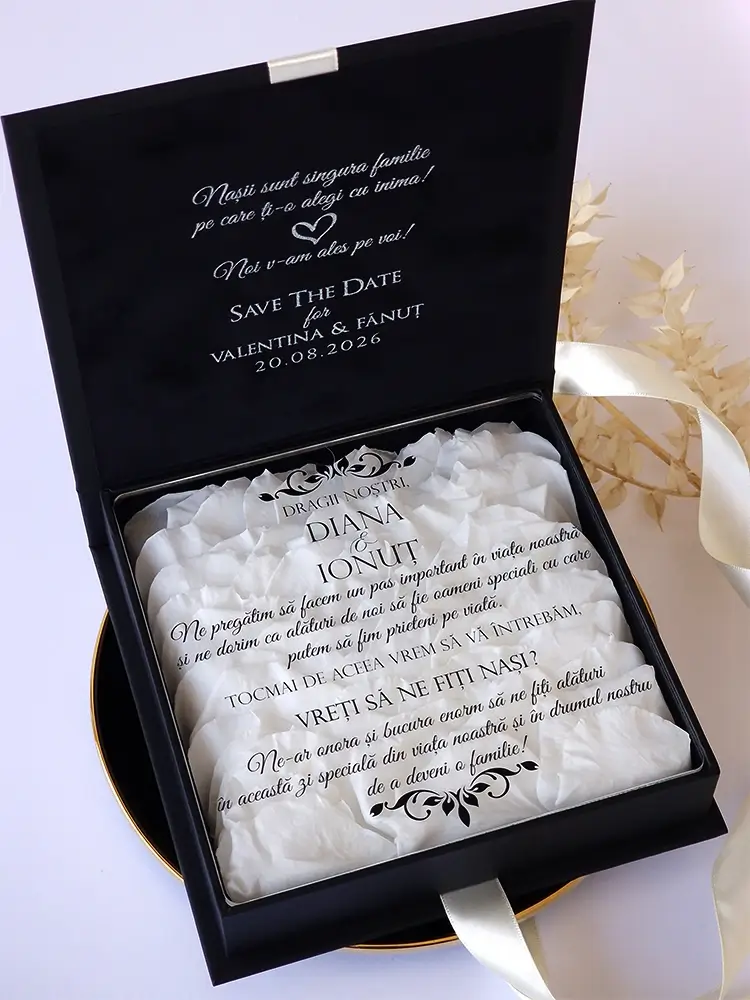 Nașii sunt singura familie
pe care ți-o alegi cu inima!
Noi v-am ales pe voi!
SAVE THE DATE
for
VALENTINA & FĂNUȚ
20.08.2026
DRAGII NOȘTRI,
DIANA
&
IONUȚ
Ne pregătim să facem un pas important în viața noastră
și ne dorim ca alături de noi să fie oameni speciali cu care
putem să fim prieteni pe viață.
TOCMAI DE ACEEA VREM SĂ VĂ ÎNTREBĂM,
VREȚI SĂ NE FIȚI NAȘI?
Ne-ar onora și bucura enorm să ne fiți alături
în această zi specială din viața noastră și în drumul nostru
de a deveni o familie!